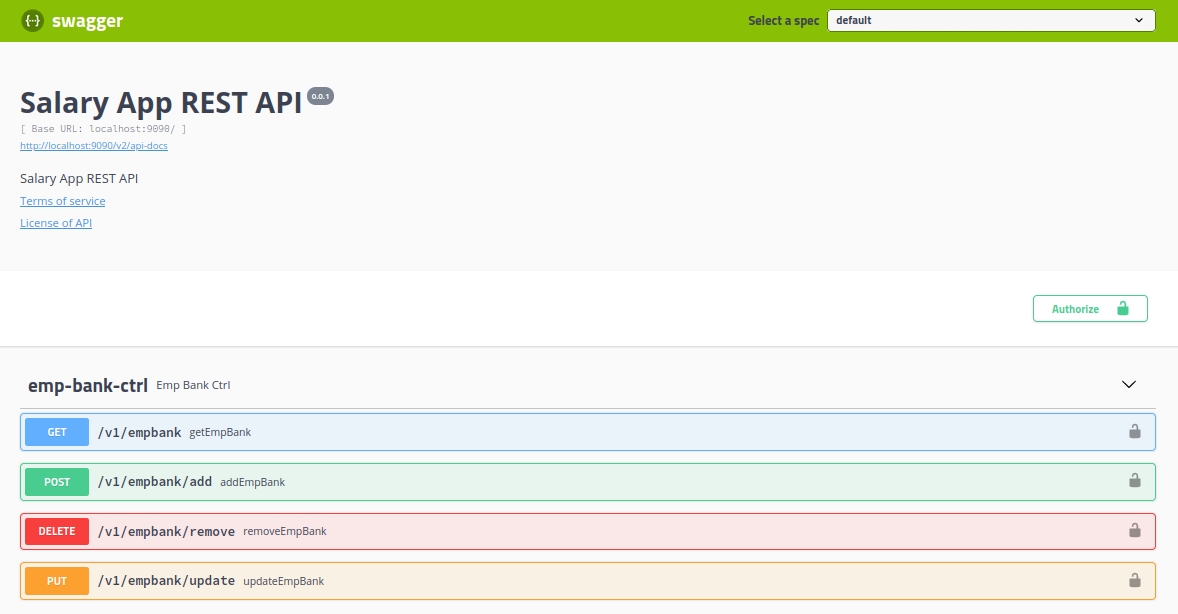 {...} swagger Select a spec default
Salary App REST API 0.0.1
[ Base URL: localhost:9090/ ]
http://localhost:9090/v2/api-docs
Salary App REST API
Terms of service
License of API
Authorize
emp-bank-ctrl Emp Bank Ctrl
GET /v1/empbank getEmpBank
POST /v1/empbank/add addEmpBank
DELETE /v1/empbank/remove removeEmpBank
PUT /v1/empbank/update updateEmpBank